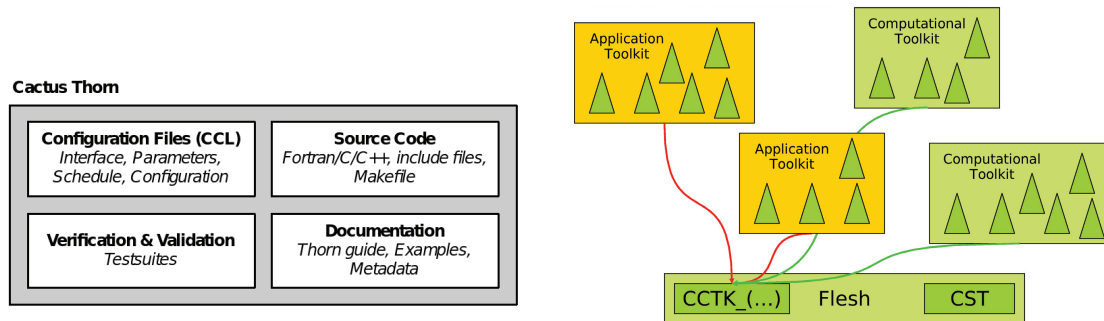 Cactus Thorn
Configuration Files (CCL)
Interface, Parameters,
Schedule, Configuration
Source Code
Fortran/C/C++, include files,
Makefile
Verification & Validation
Testsuites
Documentation
Thorn guide, Examples,
Metadata
Application
Toolkit
Computational
Toolkit
Application
Toolkit
Computational
Toolkit
CCTK_(...)
Flesh
CST